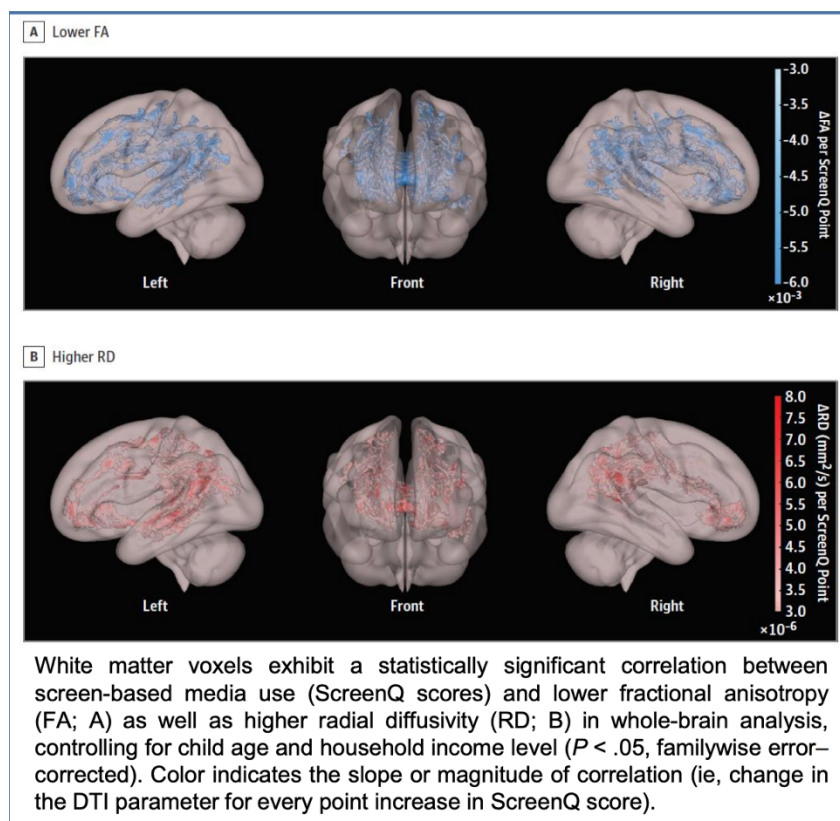 A Lower FA
-3.0
-3.5
-4.0
-4.5
-5.0
-5.5
-6.0
×10⁻³
ΔFA per ScreenQ Point
Left
Front
Right
B Higher RD
8.0
7.5
7.0
6.5
6.0
5.5
5.0
4.5
4.0
3.5
3.0
×10⁻⁶
ΔRD (mm²/s) per ScreenQ Point
Left
Front
Right
White matter voxels exhibit a statistically significant correlation between
screen-based media use (ScreenQ scores) and lower fractional anisotropy
(FA; A) as well as higher radial diffusivity (RD; B) in whole-brain analysis,
controlling for child age and household income level (P < .05, familywise error–
corrected). Color indicates the slope or magnitude of correlation (ie, change in
the DTI parameter for every point increase in ScreenQ score).